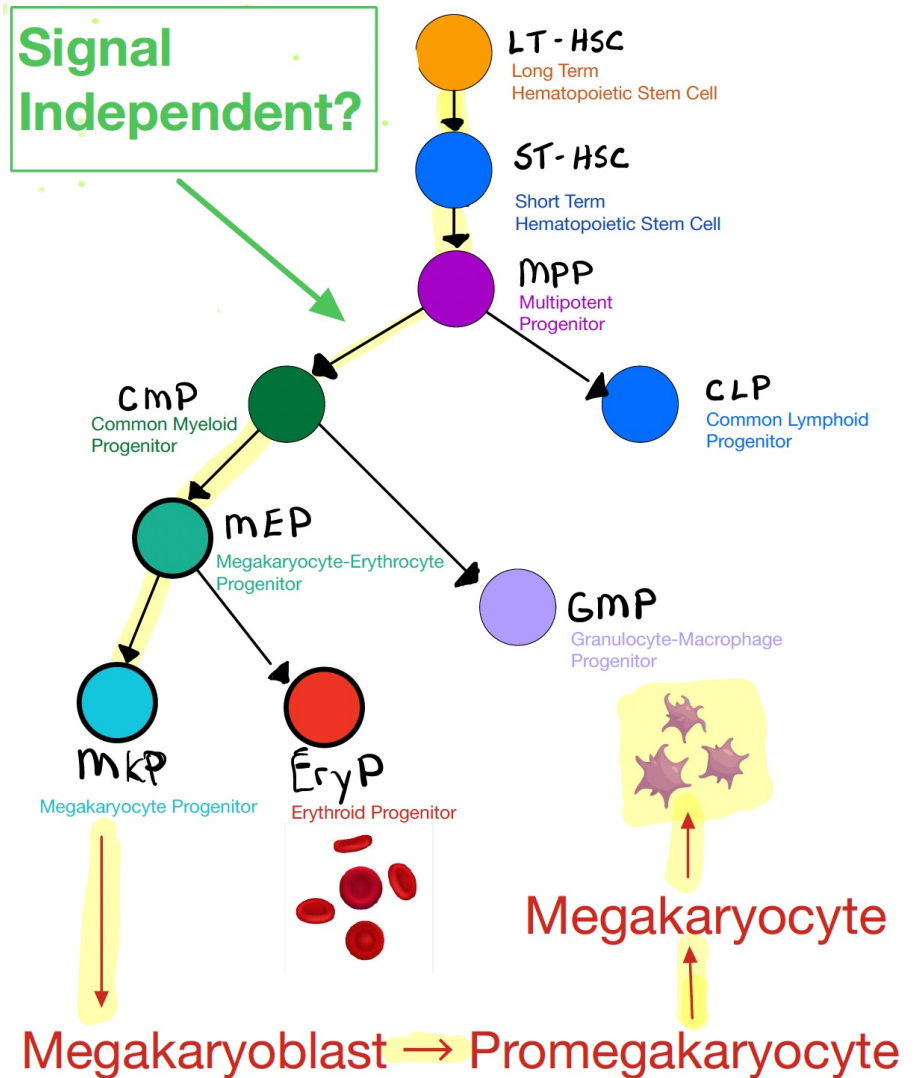 Signal
Independent?
LT-HSC
Long Term
Hematopoietic Stem Cell
ST-HSC
Short Term
Hematopoietic Stem Cell
MPP
Multipotent
Progenitor
CMP
Common Myeloid
Progenitor
CLP
Common Lymphoid
Progenitor
MEP
Megakaryocyte-Erythrocyte
Progenitor
GMP
Granulocyte-Macrophage
Progenitor
MKP
Megakaryocyte Progenitor
EryP
Erythroid Progenitor
Megakaryocyte
Megakaryoblast → Promegakaryocyte